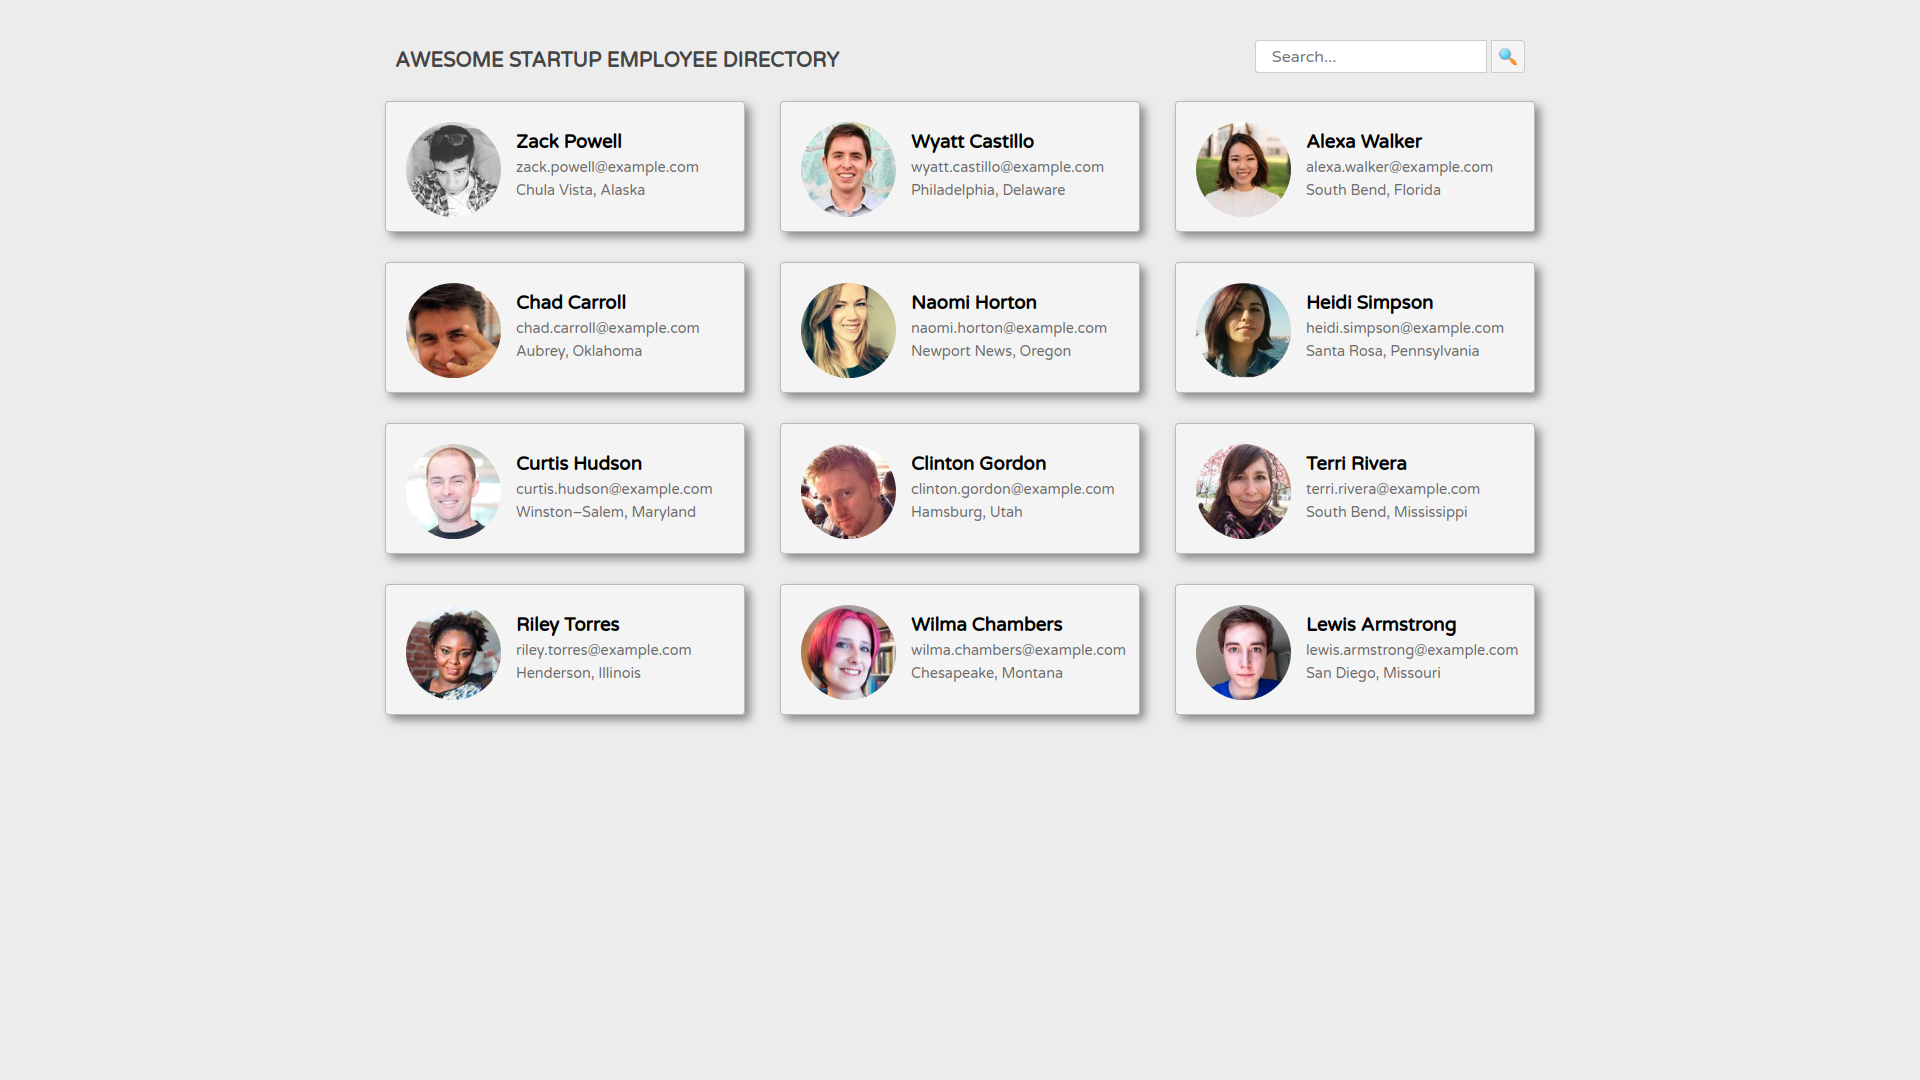 AWESOME STARTUP EMPLOYEE DIRECTORY
Search...
Zack Powell
zack.powell@example.com
Chula Vista, Alaska
Wyatt Castillo
wyatt.castillo@example.com
Philadelphia, Delaware
Alexa Walker
alexa.walker@example.com
South Bend, Florida
Chad Carroll
chad.carroll@example.com
Aubrey, Oklahoma
Naomi Horton
naomi.horton@example.com
Newport News, Oregon
Heidi Simpson
heidi.simpson@example.com
Santa Rosa, Pennsylvania
Curtis Hudson
curtis.hudson@example.com
Winston–Salem, Maryland
Clinton Gordon
clinton.gordon@example.com
Hamsburg, Utah
Terri Rivera
terri.rivera@example.com
South Bend, Mississippi
Riley Torres
riley.torres@example.com
Henderson, Illinois
Wilma Chambers
wilma.chambers@example.com
Chesapeake, Montana
Lewis Armstrong
lewis.armstrong@example.com
San Diego, Missouri